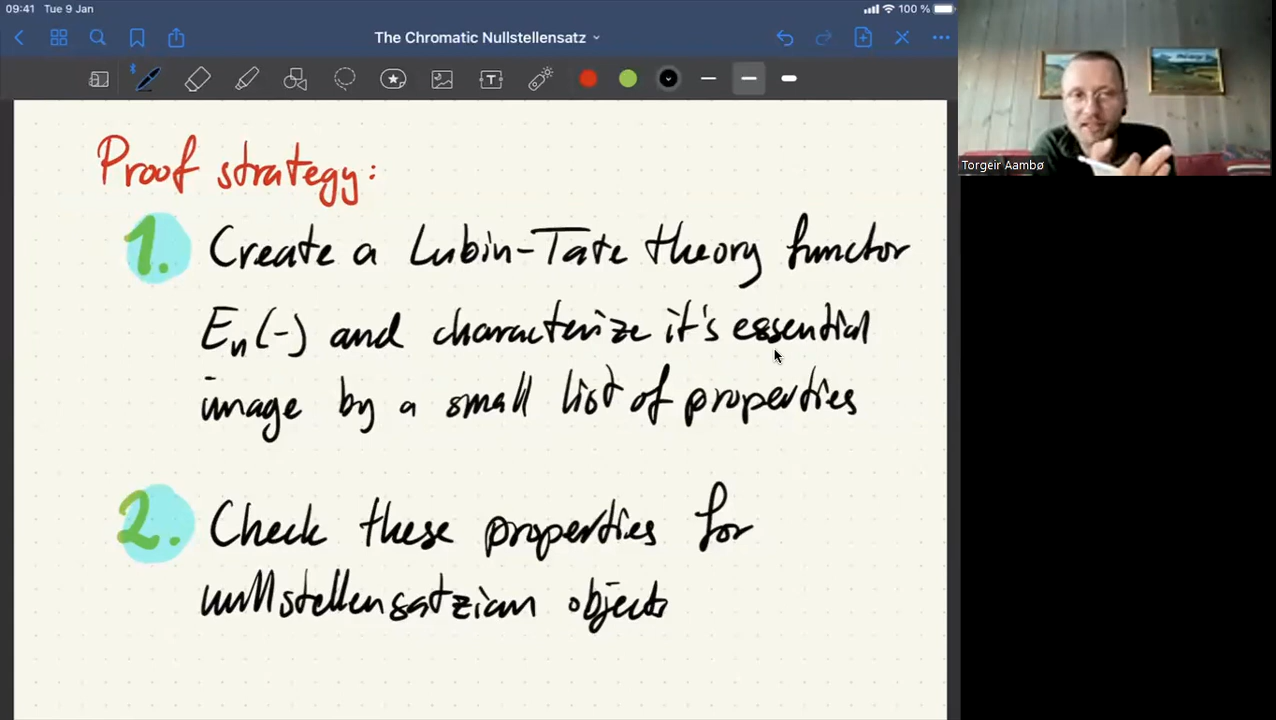 09:41 Tue 9 Jan
100 %
The Chromatic Nullstellensatz
T
Torgeir Aambø
Proof strategy:
1. Create a Lubin-Tate theory functor
En(-) and characterize it's essential
image by a small list of properties
2. Check these properties for
nullstellensatzian objects